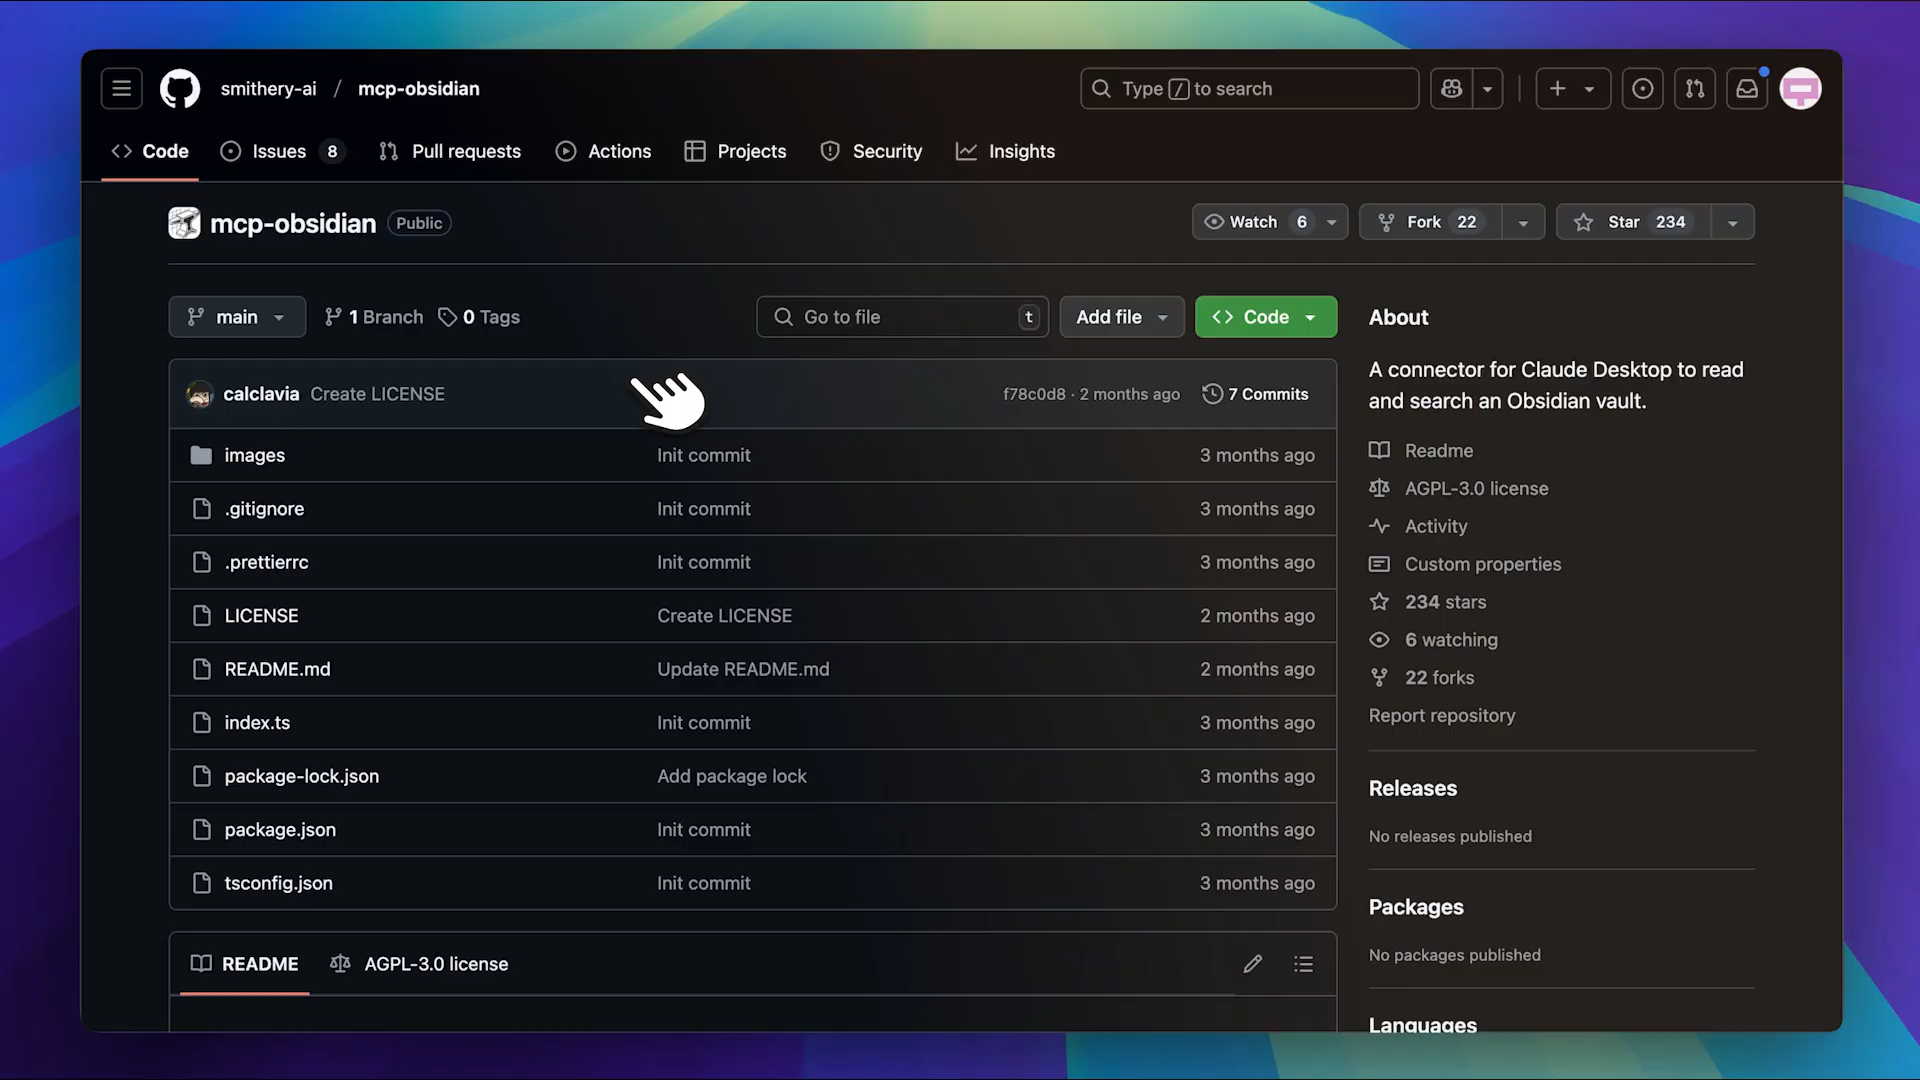 smithery-ai / mcp-obsidian
Type / to search
Code
Issues 8
Pull requests
Actions
Projects
Security
Insights
mcp-obsidian Public
Watch 6
Fork 22
Star 234
main
1 Branch
0 Tags
Go to file t
Add file
Code
calclavia Create LICENSE f78c0d8 · 2 months ago 7 Commits
images Init commit 3 months ago
.gitignore Init commit 3 months ago
.prettierrc Init commit 3 months ago
LICENSE Create LICENSE 2 months ago
README.md Update README.md 2 months ago
index.ts Init commit 3 months ago
package-lock.json Add package lock 3 months ago
package.json Init commit 3 months ago
tsconfig.json Init commit 3 months ago
README
AGPL-3.0 license
About
A connector for Claude Desktop to read
and search an Obsidian vault.
Readme
AGPL-3.0 license
Activity
Custom properties
234 stars
6 watching
22 forks
Report repository
Releases
No releases published
Packages
No packages published
Languages